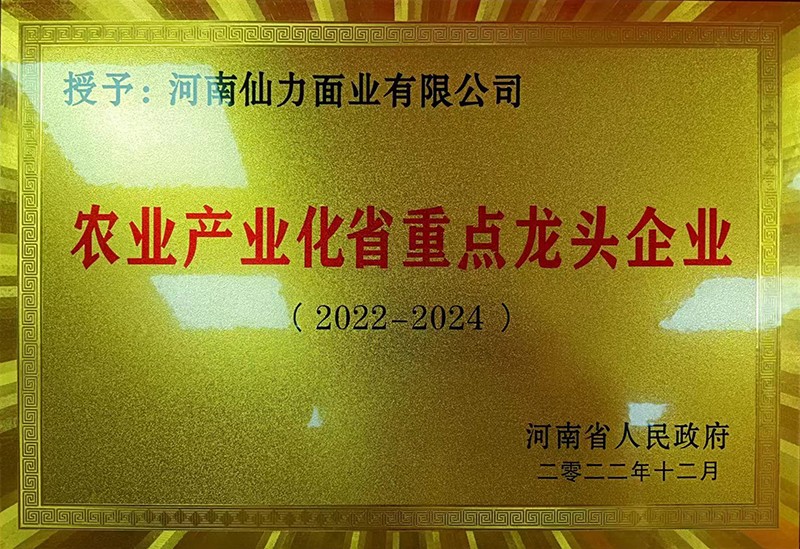 授予：河南仙力面业有限公司
农业产业化省重点龙头企业
（2022-2024）
河南省人民政府
二零二二年十二月